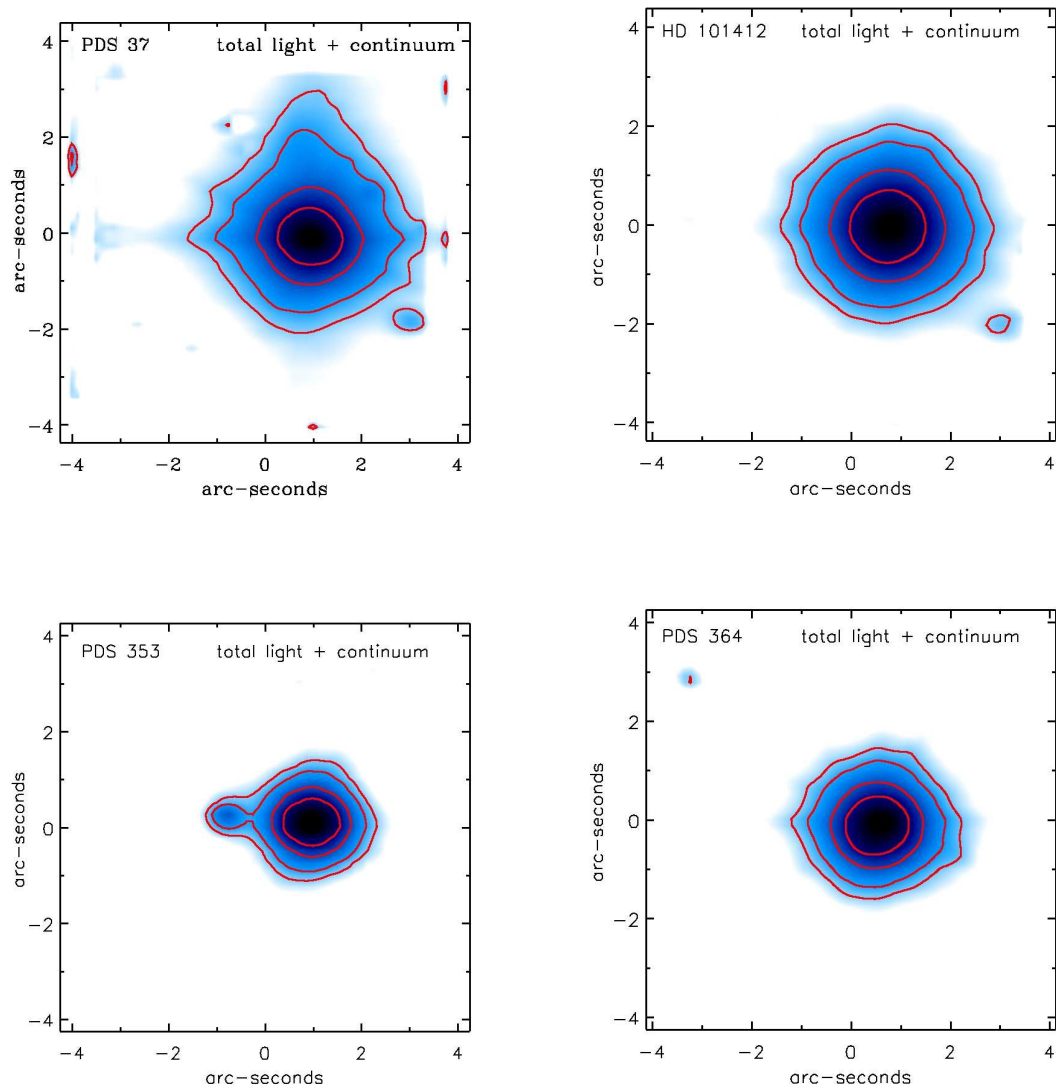 PDS 37 total light + continuum
4
2
0
−2
−4
arc−seconds
−4 −2 0 2 4
arc−seconds
HD 101412 total light + continuum
4
2
0
−2
−4
arc−seconds
−4 −2 0 2 4
arc−seconds
PDS 353 total light + continuum
4
2
0
−2
−4
arc−seconds
−4 −2 0 2 4
arc−seconds
PDS 364 total light + continuum
4
2
0
−2
−4
arc−seconds
−4 −2 0 2 4
arc−seconds